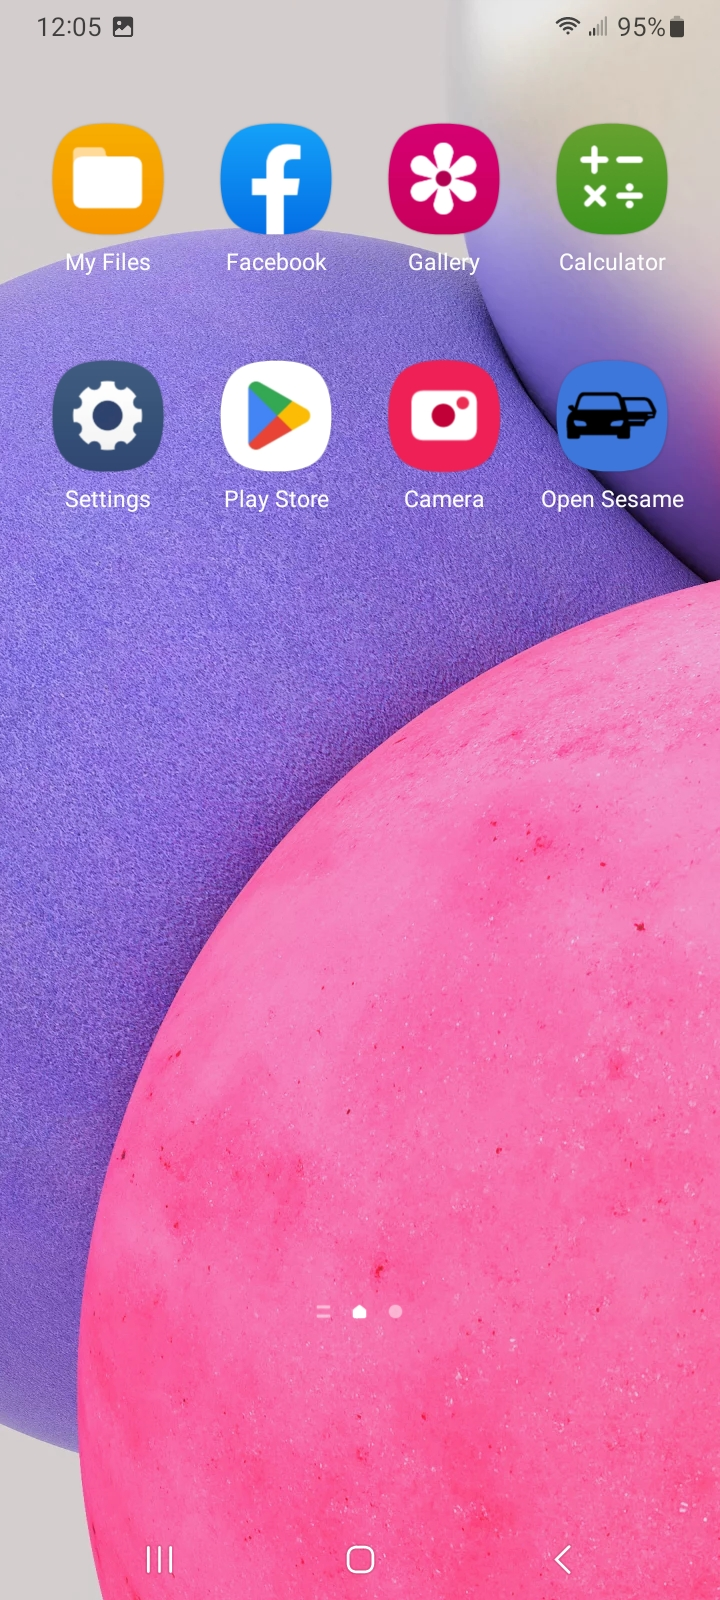 12:05 95%
My Files Facebook Gallery Calculator
Settings Play Store Camera Open Sesame